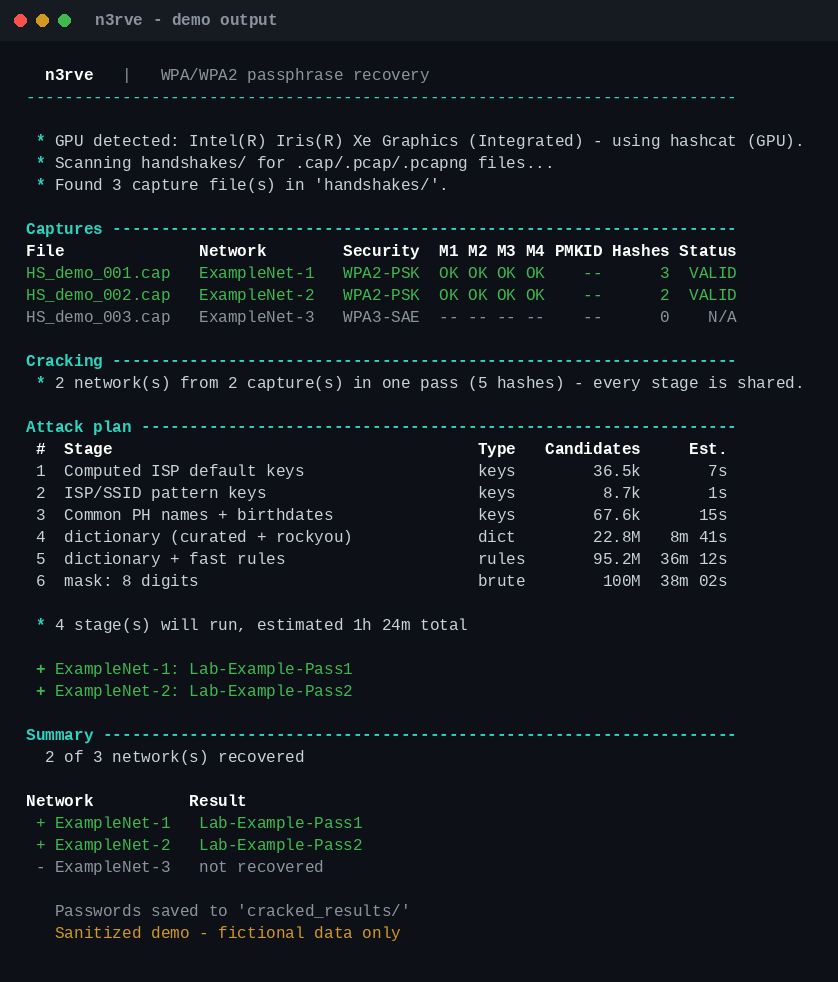 n3rve - demo output
n3rve | WPA/WPA2 passphrase recovery
--------------------------------------------------------------------------
* GPU detected: Intel(R) Iris(R) Xe Graphics (Integrated) - using hashcat (GPU).
* Scanning handshakes/ for .cap/.pcap/.pcapng files...
* Found 3 capture file(s) in 'handshakes/'.
Captures -----------------------------------------------------------------
File Network Security M1 M2 M3 M4 PMKID Hashes Status
HS_demo_001.cap ExampleNet-1 WPA2-PSK OK OK OK OK -- 3 VALID
HS_demo_002.cap ExampleNet-2 WPA2-PSK OK OK OK OK -- 2 VALID
HS_demo_003.cap ExampleNet-3 WPA3-SAE -- -- -- -- -- 0 N/A
Cracking -----------------------------------------------------------------
* 2 network(s) from 2 capture(s) in one pass (5 hashes) - every stage is shared.
Attack plan --------------------------------------------------------------
# Stage Type Candidates Est.
1 Computed ISP default keys keys 36.5k 7s
2 ISP/SSID pattern keys keys 8.7k 1s
3 Common PH names + birthdates keys 67.6k 15s
4 dictionary (curated + rockyou) dict 22.8M 8m 41s
5 dictionary + fast rules rules 95.2M 36m 12s
6 mask: 8 digits brute 100M 38m 02s
* 4 stage(s) will run, estimated 1h 24m total
+ ExampleNet-1: Lab-Example-Pass1
+ ExampleNet-2: Lab-Example-Pass2
Summary ------------------------------------------------------------------
2 of 3 network(s) recovered
Network Result
+ ExampleNet-1 Lab-Example-Pass1
+ ExampleNet-2 Lab-Example-Pass2
- ExampleNet-3 not recovered
Passwords saved to 'cracked_results/'
Sanitized demo - fictional data only